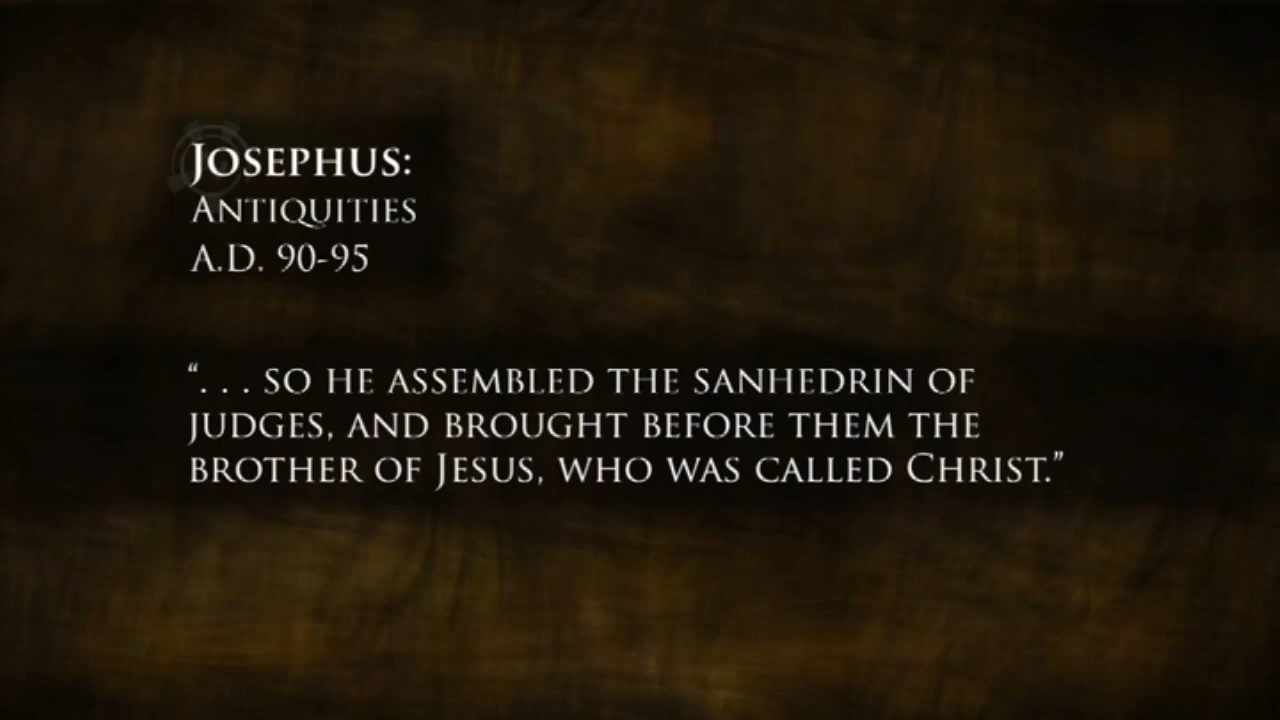 Josephus:
Antiquities
A.D. 90-95
“. . . so he assembled the sanhedrin of
judges, and brought before them the
brother of Jesus, who was called Christ.”